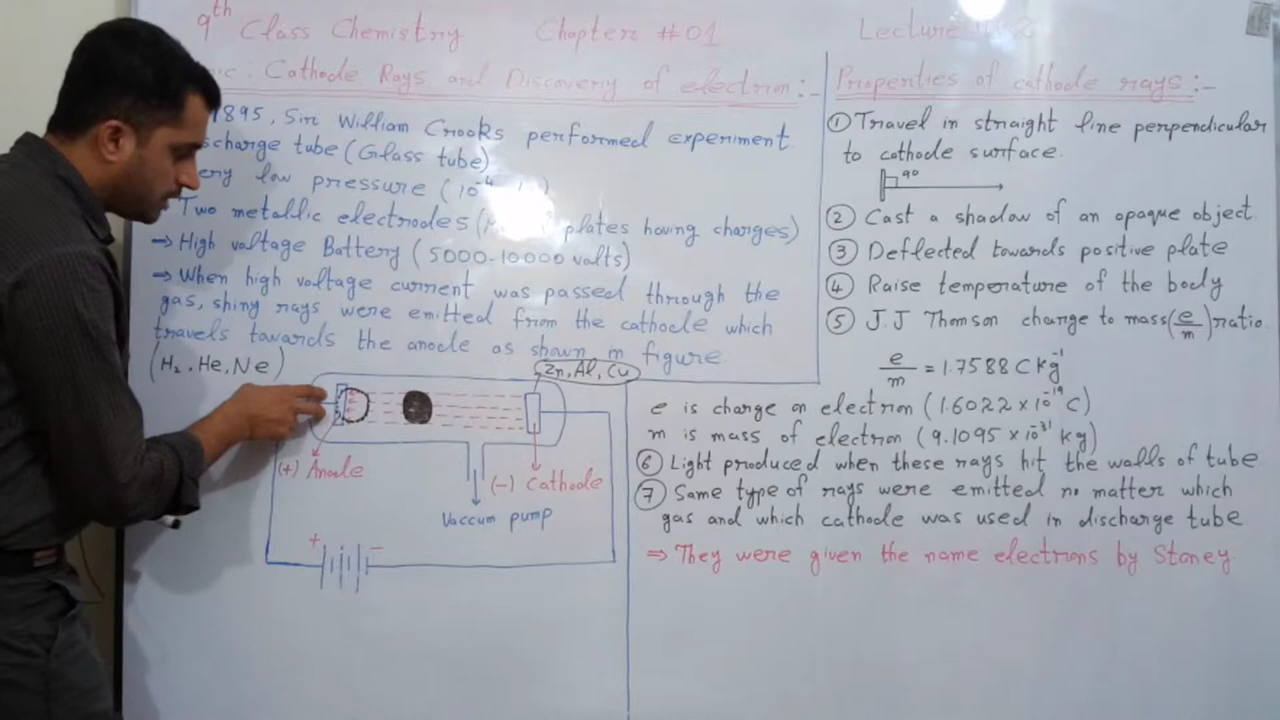 9th Class Chemistry Chapter #01 Lecture
: Cathode Rays and Discovery of electron:-
1895, Sir William Crooks performed experiment
scharge tube (Glass tube)
ery low pressure (10⁻⁴
Two metallic electrodes ( plates having charges)
⇒ High voltage Battery (5000-10000 volts)
⇒ When high voltage current was passed through the
gas, shiny rays were emitted from the cathode which
travels towards the anode as shown in figure
(H₂, He, Ne)
Zn, Al, Cu
(+) Anode
(-) Cathode
Vaccum pump
+ -
Properties of cathode rays:-
① Travel in straight line perpendicular
to cathode surface.
90
② Cast a shadow of an opaque object.
③ Deflected towards positive plate
④ Raise temperature of the body
⑤ J.J Thomson change to mass (e/m) ratio
e/m = 1.7588 C kg⁻¹
e is charge on electron (1.6022 x 10⁻¹⁹ C)
m is mass of electron (9.1095 x 10⁻³¹ kg)
⑥ Light produced when these rays hit the walls of tube
⑦ Same type of rays were emitted no matter which
gas and which cathode was used in discharge tube
⇒ They were given the name electrons by Stoney